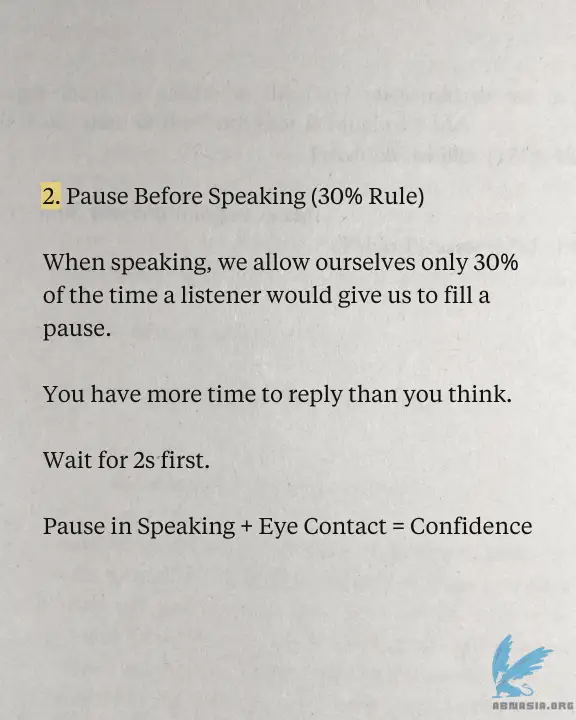 2. Pause Before Speaking (30% Rule)
When speaking, we allow ourselves only 30%
of the time a listener would give us to fill a
pause.
You have more time to reply than you think.
Wait for 2s first.
Pause in Speaking + Eye Contact = Confidence
ABNASIA.ORG